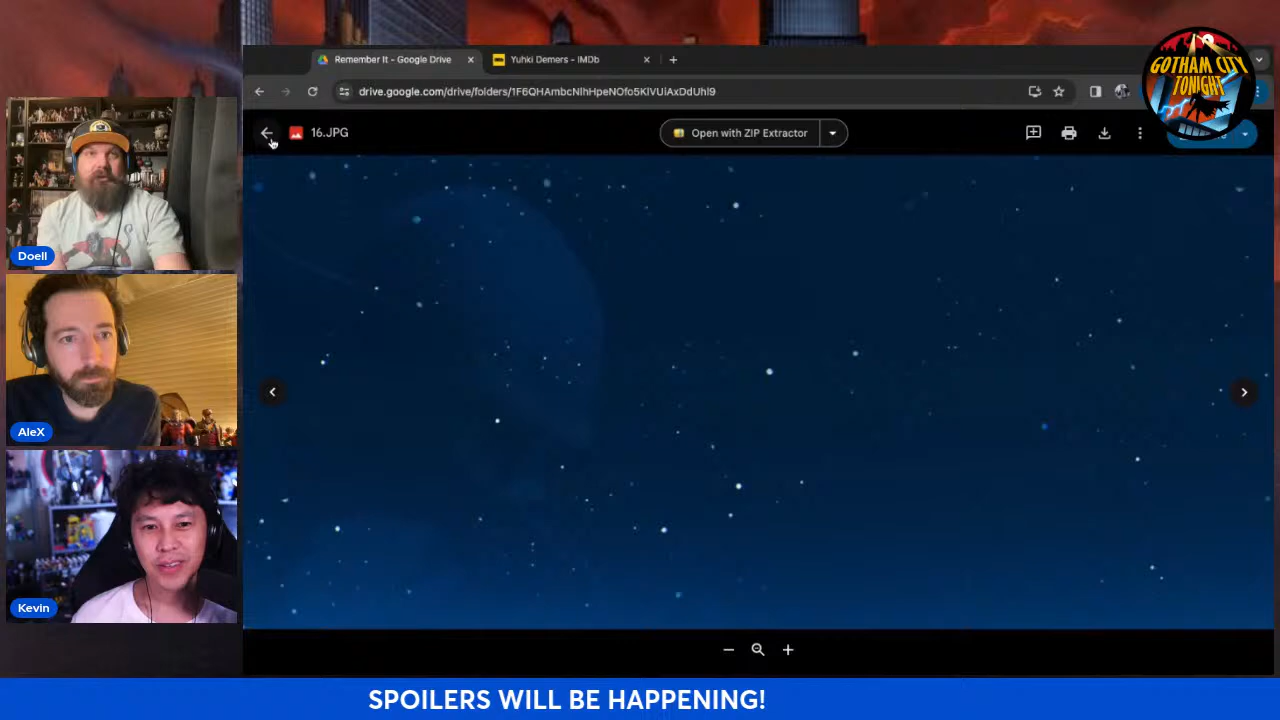 Remember It - Google Drive
Yuhki Demers - IMDb
drive.google.com/drive/folders/1F6QHAmbcNlhHpeNOfo5KlVUiAxDdUhl9
16.JPG
Open with ZIP Extractor
GOTHAM CITY
TONIGHT
Doell
AleX
Kevin
SPOILERS WILL BE HAPPENING!